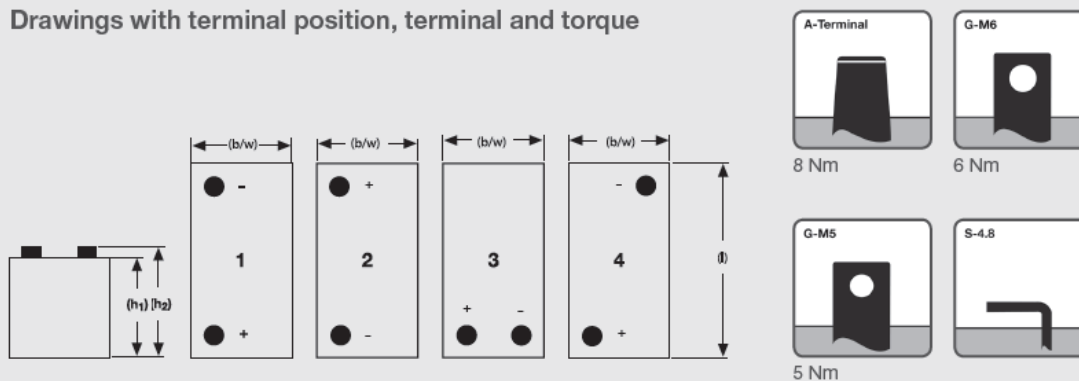 Drawings with terminal position, terminal and torque
A-Terminal
8 Nm
G-M6
6 Nm
(b/w)
(b/w)
(b/w)
(b/w)
-
+
-
1
2
3
4
(l)
(h1) [h2)
+
-
+
-
+
G-M5
5 Nm
S-4.8